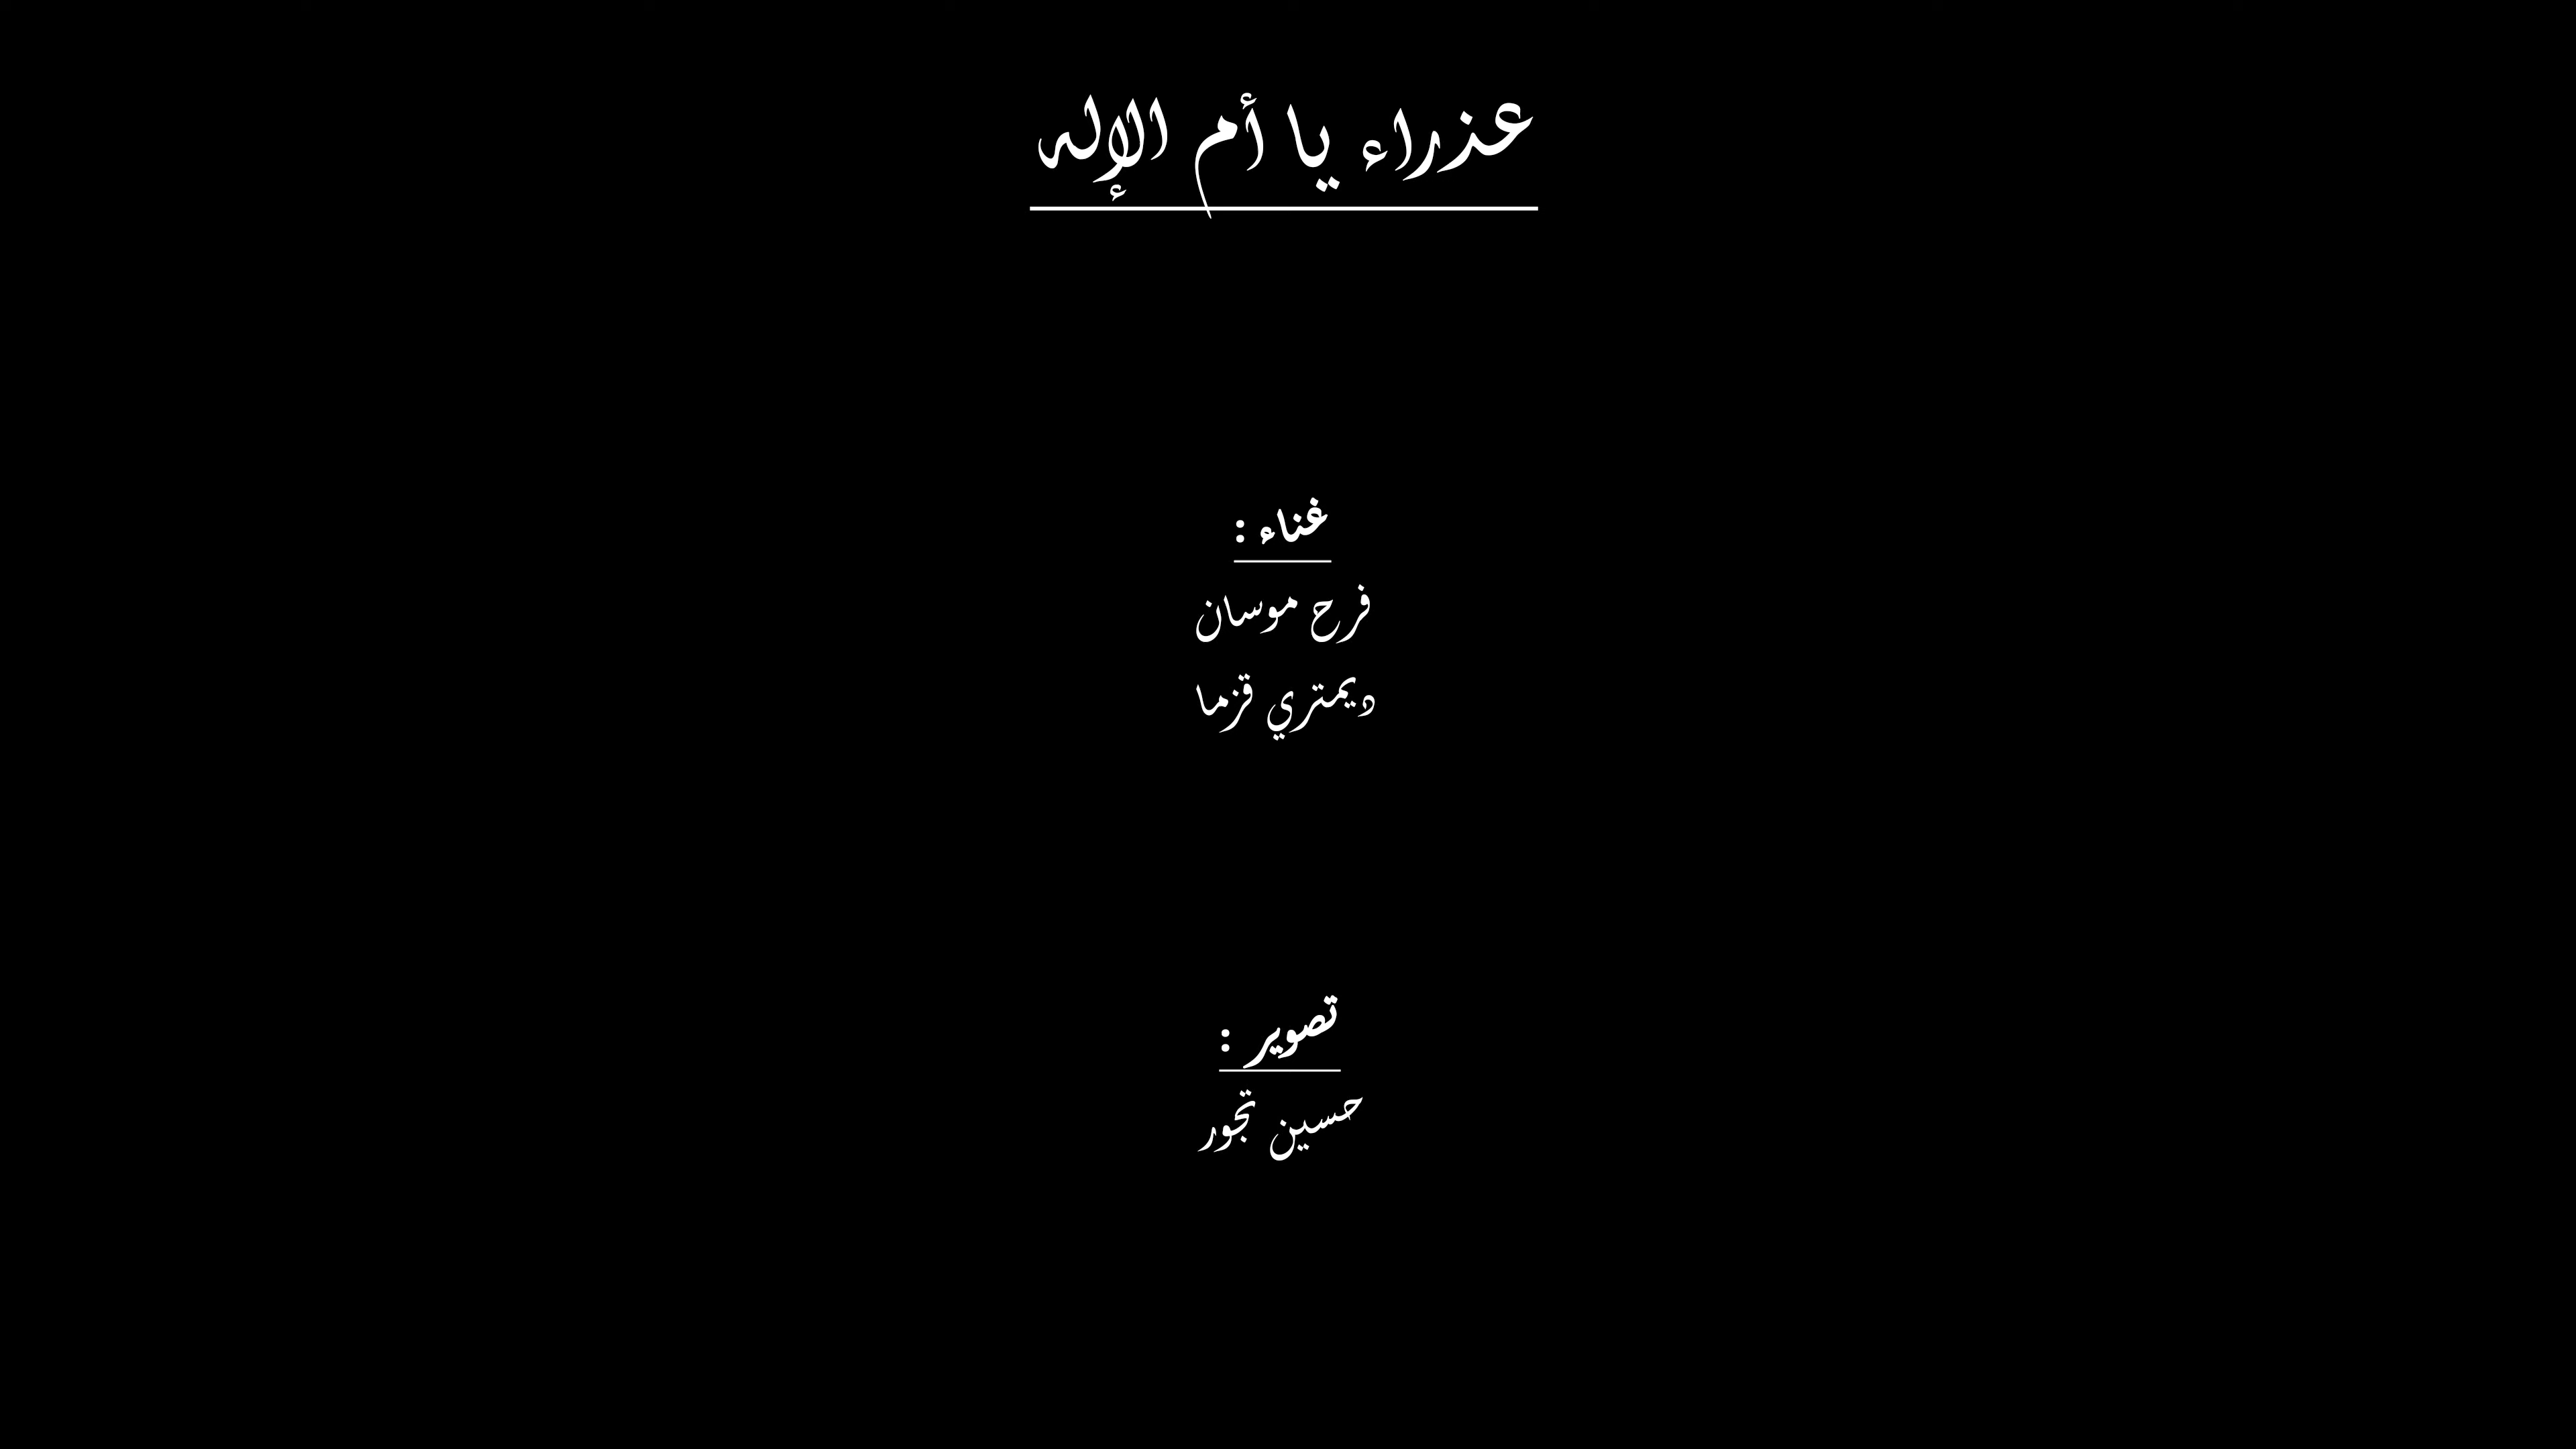 عذراء يا أم الإله
غناء :
فرح موسان
ديمتري قزما
تصوير :
حسين تجور